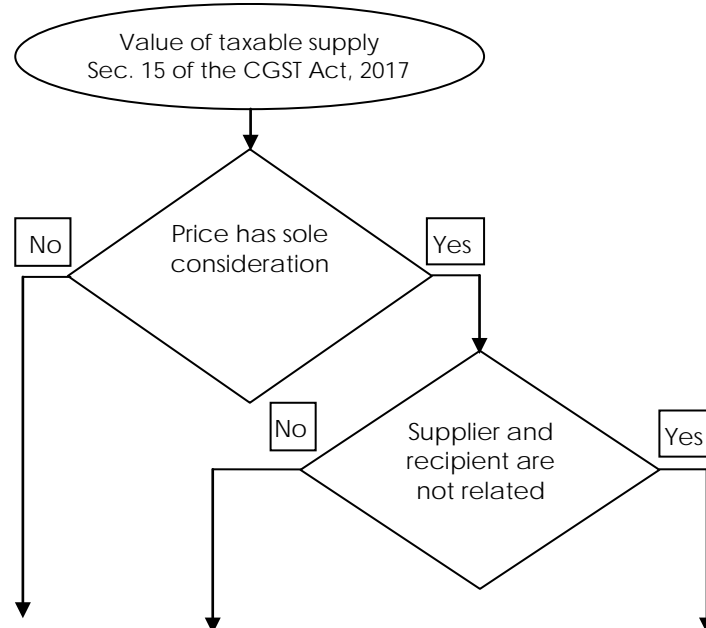 Value of taxable supply
Sec. 15 of the CGST Act, 2017
No
Price has sole
consideration
Yes
No
Supplier and
recipient are
not related
Yes